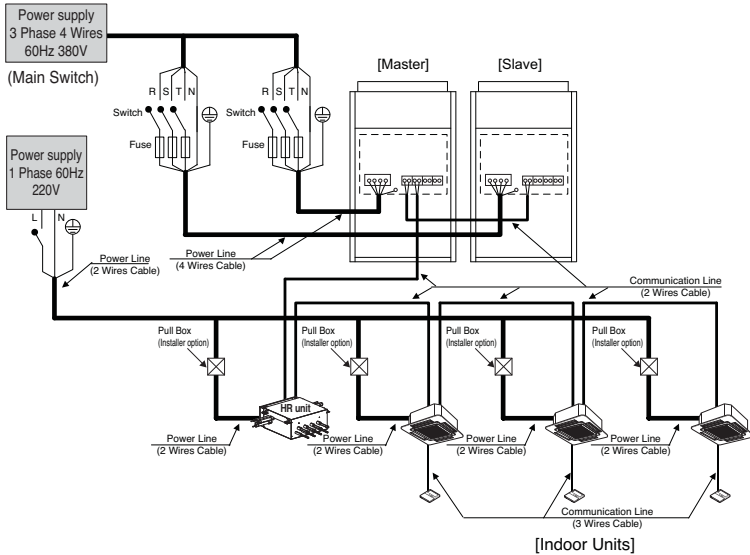 Power supply
3 Phase 4 Wires
60Hz 380V
(Main Switch)
[Master]
[Slave]
R S T N
R S T N
Switch
Switch
Fuse
Fuse
Power supply
1 Phase 60Hz
220V
L N
Power Line
(2 Wires Cable)
Power Line
(4 Wires Cable)
Communication Line
(2 Wires Cable)
Pull Box
(Installer option)
Pull Box
(Installer option)
Pull Box
(Installer option)
Pull Box
(Installer option)
HR unit
Power Line
(2 Wires Cable)
Power Line
(2 Wires Cable)
Power Line
(2 Wires Cable)
Power Line
(2 Wires Cable)
Communication Line
(3 Wires Cable)
[Indoor Units]